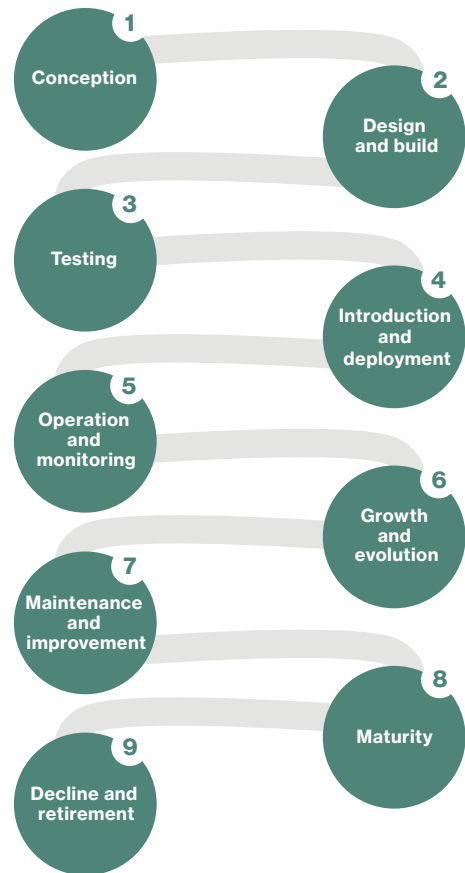 1
Conception
2
Design
and build
3
Testing
4
Introduction
and
deployment
5
Operation
and
monitoring
6
Growth
and
evolution
7
Maintenance
and
improvement
8
Maturity
9
Decline and
retirement